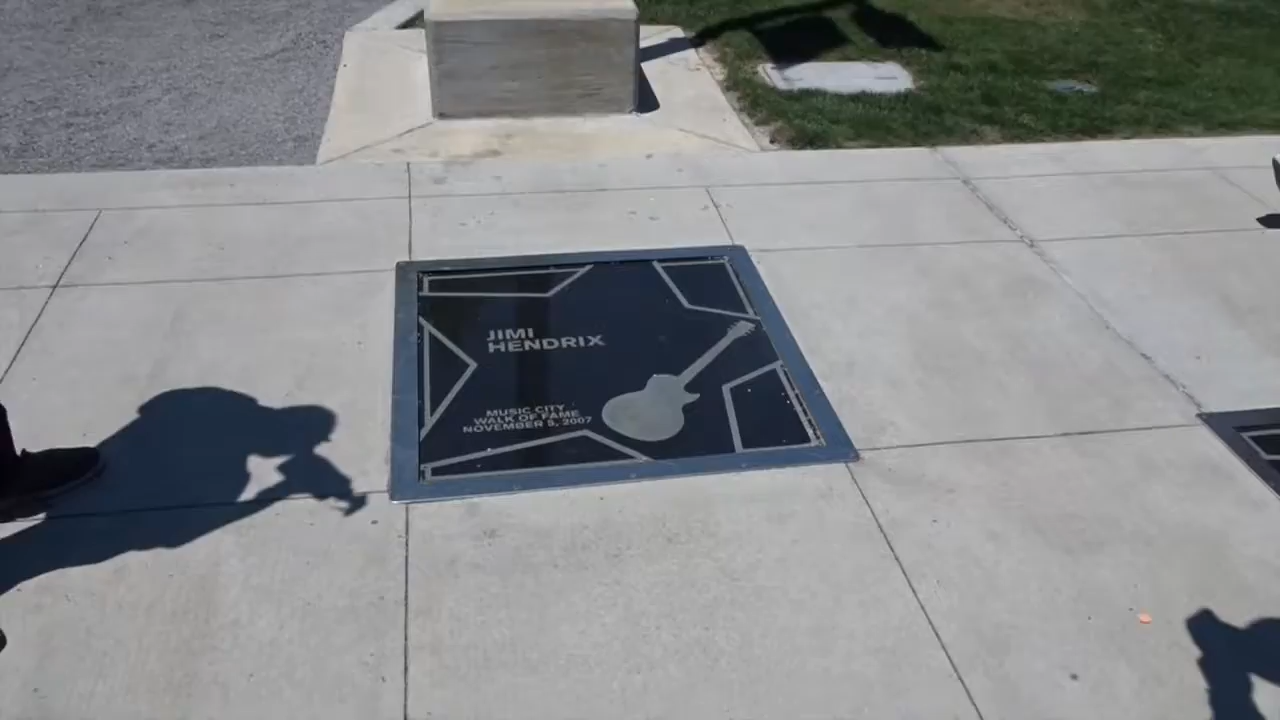 JIMI
HENDRIX
MUSIC CITY
WALK OF FAME
NOVEMBER 5, 2007